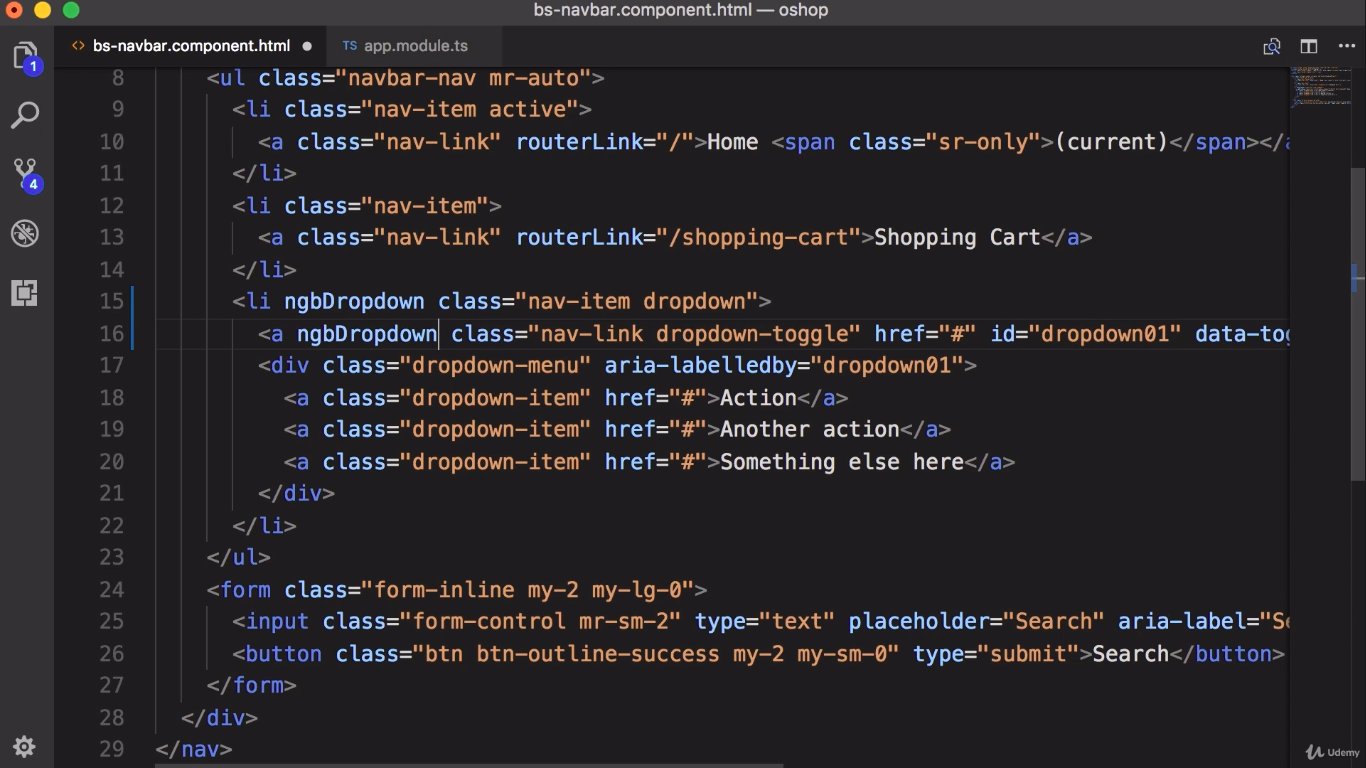 bs-navbar.component.html — oshop
<> bs-navbar.component.html ● TS app.module.ts
1
4
8 <ul class="navbar-nav mr-auto">
9 <li class="nav-item active">
10 <a class="nav-link" routerLink="/">Home <span class="sr-only">(current)</span></a
11 </li>
12 <li class="nav-item">
13 <a class="nav-link" routerLink="/shopping-cart">Shopping Cart</a>
14 </li>
15 <li ngbDropdown class="nav-item dropdown">
16 <a ngbDropdown class="nav-link dropdown-toggle" href="#" id="dropdown01" data-tog
17 <div class="dropdown-menu" aria-labelledby="dropdown01">
18 <a class="dropdown-item" href="#">Action</a>
19 <a class="dropdown-item" href="#">Another action</a>
20 <a class="dropdown-item" href="#">Something else here</a>
21 </div>
22 </li>
23 </ul>
24 <form class="form-inline my-2 my-lg-0">
25 <input class="form-control mr-sm-2" type="text" placeholder="Search" aria-label="Se
26 <button class="btn btn-outline-success my-2 my-sm-0" type="submit">Search</button>
27 </form>
28 </div>
29 </nav>
Udemy